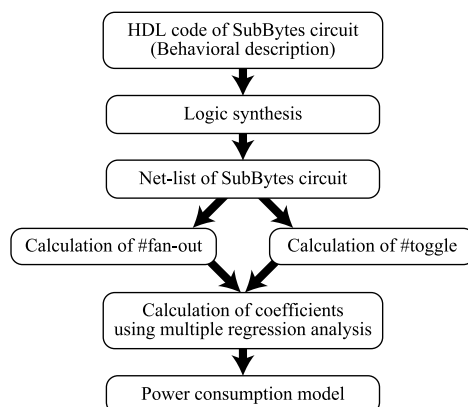 HDL code of SubBytes circuit
(Behavioral description)
Logic synthesis
Net-list of SubBytes circuit
Calculation of #fan-out
Calculation of #toggle
Calculation of coefficients
using multiple regression analysis
Power consumption model